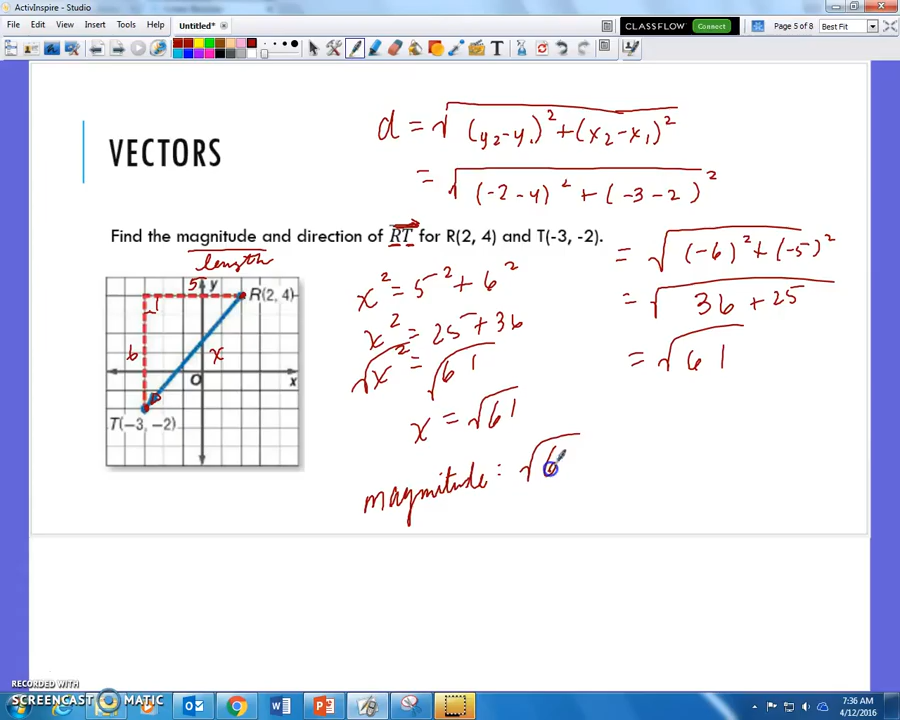 ActivInspire - Studio
File Edit View Insert Tools Help Untitled*
CLASSFLOW Page 5 of 8 Best Fit
VECTORS
d = √(y₂-y₁)²+(x₂-x₁)²
= √(-2-4)²+(-3-2)²
Find the magnitude and direction of RT for R(2, 4) and T(-3, -2).
length
= √(-6)²+(-5)²
= √36+25
= √61
5 y
R(2, 4)
6
x
O
x
T(−3, −2)
x² = 5² + 6²
x² = 25 + 36
√x² = √61
x = √61
magnitude: √6
RECORDED WITH
SCREENCAST MATIC
7:36 AM
4/12/2016